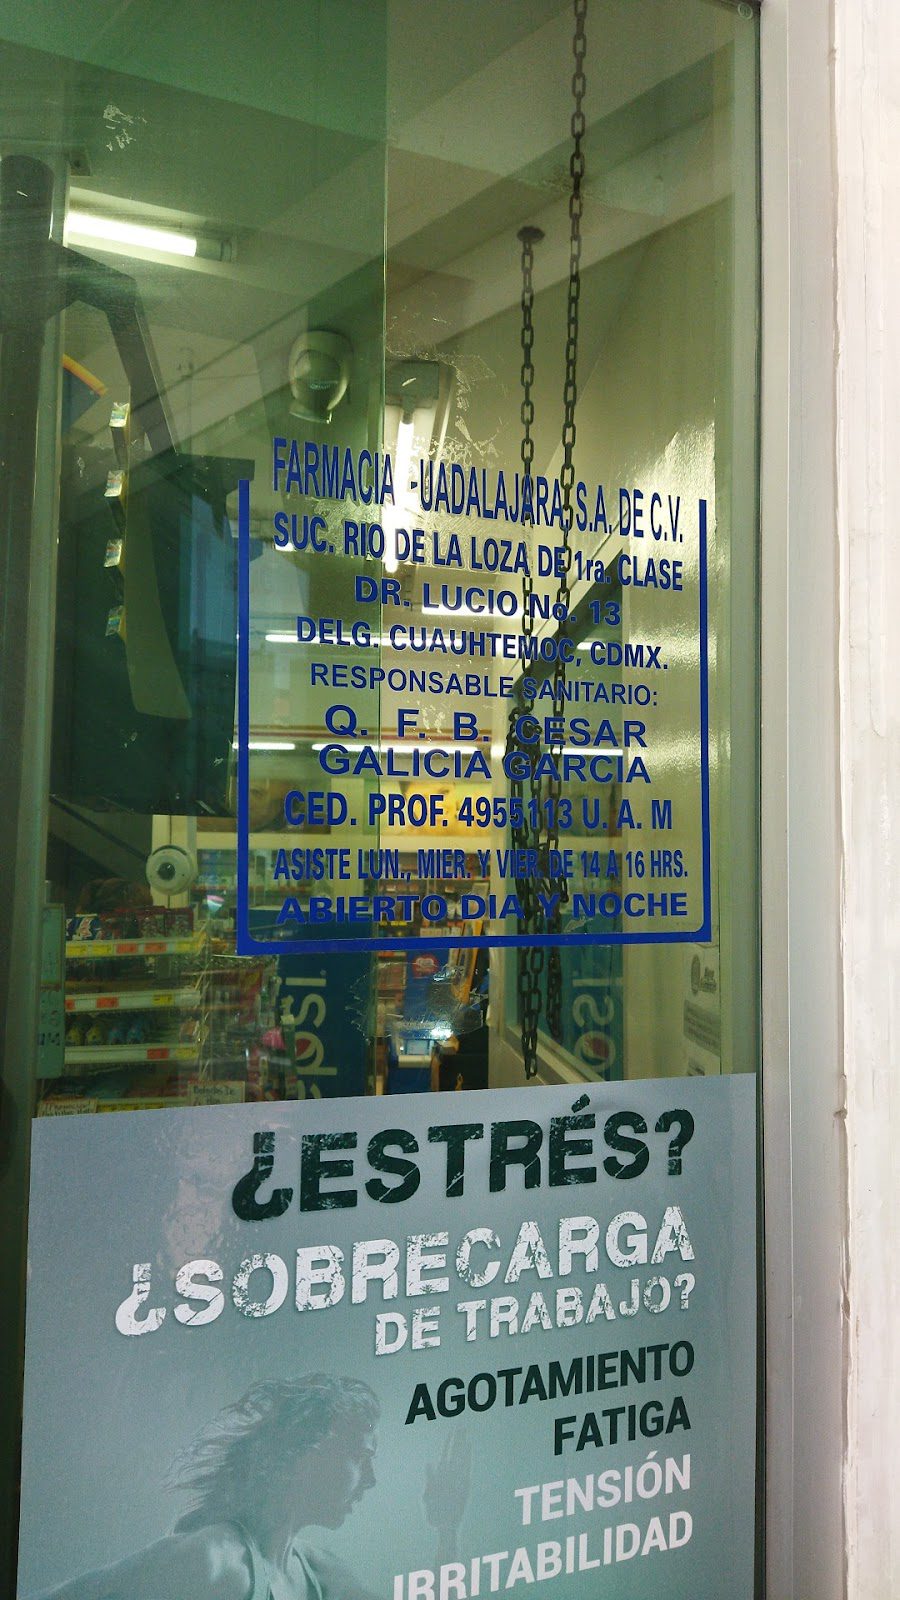 FARMACIA -UADALAJARA, S.A. DE C.V.
SUC. RIO DE LA LOZA DE 1ra. CLASE
DR. LUCIO No. 13
DELG. CUAUHTEMOC, CDMX.
RESPONSABLE SANITARIO:
Q. F. B. CESAR
GALICIA GARCIA
CED. PROF. 4955113 U. A. M
ASISTE LUN., MIER. Y VIER. DE 14 A 16 HRS.
ABIERTO DIA Y NOCHE
epsi
¿ESTRÉS?
¿SOBRECARGA
DE TRABAJO?
AGOTAMIENTO
FATIGA
TENSIÓN
IRRITABILIDAD